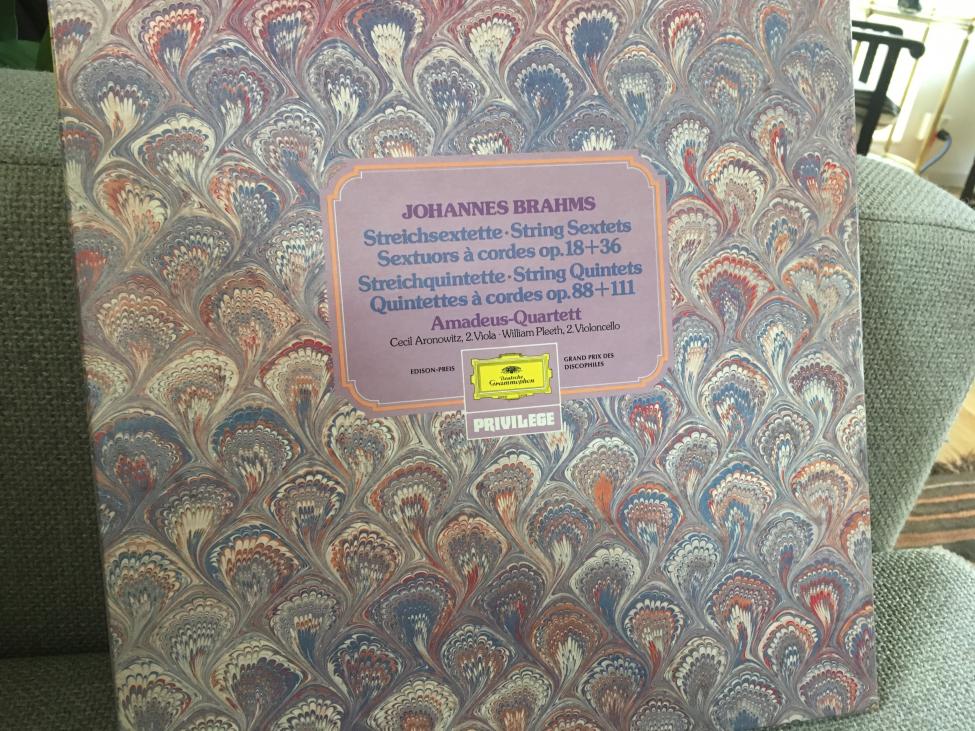 JOHANNES BRAHMS
Streichsextette · String Sextets
Sextuors à cordes op. 18+36
Streichquintette · String Quintets
Quintettes à cordes op. 88+111
Amadeus-Quartett
Cecil Aronowitz, 2. Viola · William Pleeth, 2. Violoncello
EDISON-PREIS
Deutsche
Grammophon
GRAND PRIX DES
DISCOPHILES
PRIVILEGE